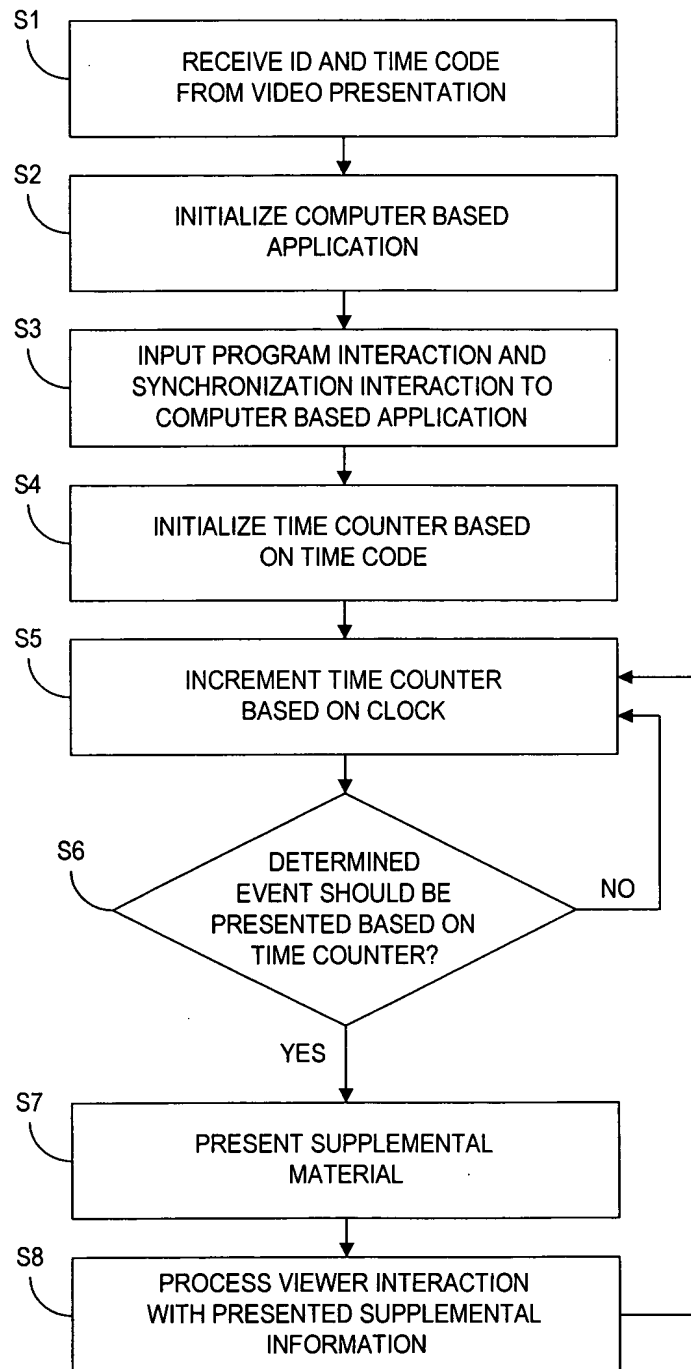 S1
RECEIVE ID AND TIME CODE
FROM VIDEO PRESENTATION
S2
INITIALIZE COMPUTER BASED
APPLICATION
S3
INPUT PROGRAM INTERACTION AND
SYNCHRONIZATION INTERACTION TO
COMPUTER BASED APPLICATION
S4
INITIALIZE TIME COUNTER BASED
ON TIME CODE
S5
INCREMENT TIME COUNTER
BASED ON CLOCK
S6
DETERMINED
EVENT SHOULD BE
PRESENTED BASED ON
TIME COUNTER?
NO
YES
S7
PRESENT SUPPLEMENTAL
MATERIAL
S8
PROCESS VIEWER INTERACTION
WITH PRESENTED SUPPLEMENTAL
INFORMATION